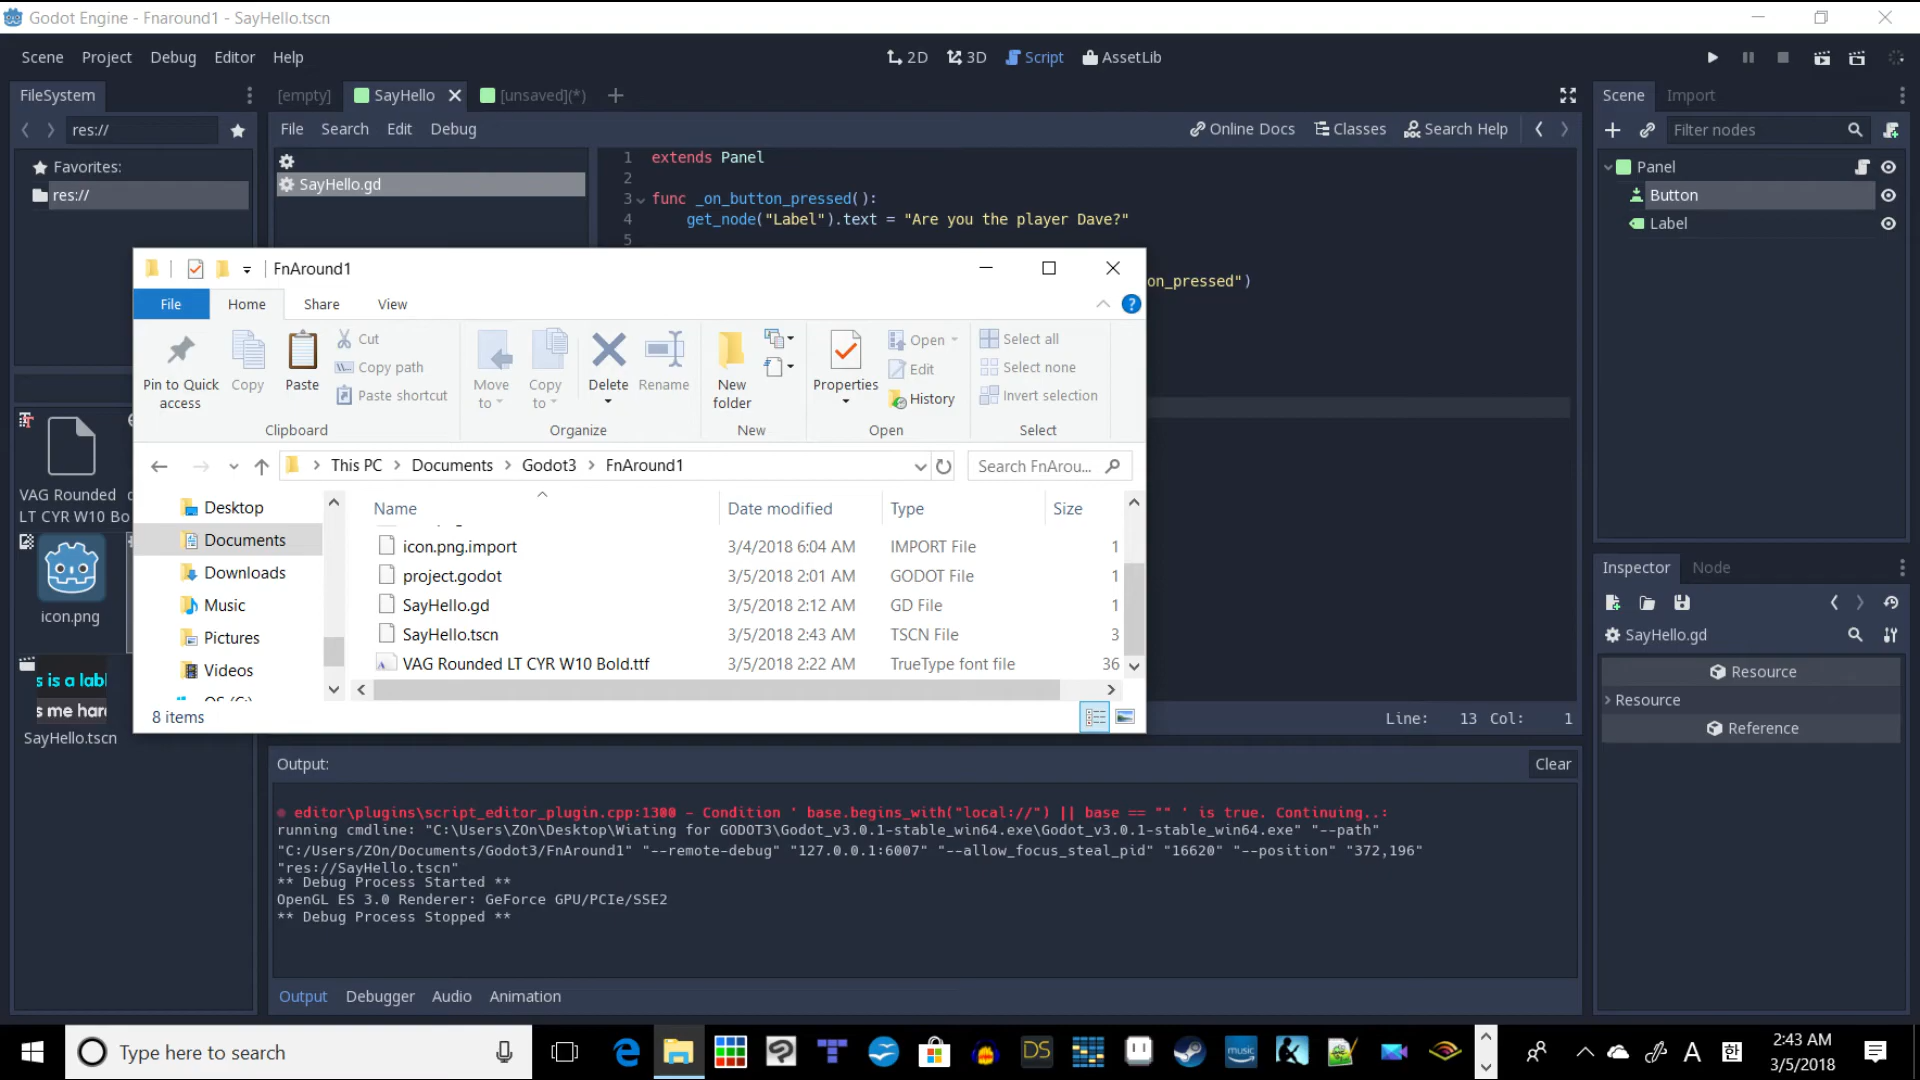 Godot Engine - Fnaround1 - SayHello.tscn
Scene Project Debug Editor Help
2D 3D Script AssetLib
FileSystem
[empty] SayHello [unsaved](*)
Scene Import
res://
File Search Edit Debug
Online Docs Classes Search Help
Filter nodes
Favorites:
res://
SayHello.gd
1 extends Panel
2
3 func _on_button_pressed():
4 get_node("Label").text = "Are you the player Dave?"
5
on_pressed")
Panel
Button
Label
FnAround1
File Home Share View
Pin to Quick access
Copy
Paste
Cut
Copy path
Paste shortcut
Clipboard
Move to
Copy to
Delete
Rename
Organize
New folder
New
Properties
Open
Edit
History
Open
Select all
Select none
Invert selection
Select
This PC Documents Godot3 FnAround1
Search FnArou...
Desktop
Documents
Downloads
Music
Pictures
Videos
Name Date modified Type Size
icon.png.import 3/4/2018 6:04 AM IMPORT File 1
project.godot 3/5/2018 2:01 AM GODOT File 1
SayHello.gd 3/5/2018 2:12 AM GD File 1
SayHello.tscn 3/5/2018 2:43 AM TSCN File 3
VAG Rounded LT CYR W10 Bold.ttf 3/5/2018 2:22 AM TrueType font file 36
8 items
VAG Rounded
LT CYR W10 Bo
icon.png
s is a labl
s me hard
SayHello.tscn
Line: 13 Col: 1
Inspector Node
SayHello.gd
Resource
Resource
Reference
Output:
Clear
editor\plugins\script_editor_plugin.cpp:1300 - Condition ' base.begins_with("local://") || base == "" ' is true. Continuing..:
running cmdline: "C:\Users\ZOn\Desktop\Wiating for GODOT3\Godot_v3.0.1-stable_win64.exe\Godot_v3.0.1-stable_win64.exe" "--path"
"C:/Users/ZOn/Documents/Godot3/FnAround1" "--remote-debug" "127.0.0.1:6007" "--allow_focus_steal_pid" "16620" "--position" "372,196"
"res://SayHello.tscn"
** Debug Process Started **
OpenGL ES 3.0 Renderer: GeForce GPU/PCIe/SSE2
** Debug Process Stopped **
Output Debugger Audio Animation
Type here to search
DS
music
A
한
2:43 AM
3/5/2018